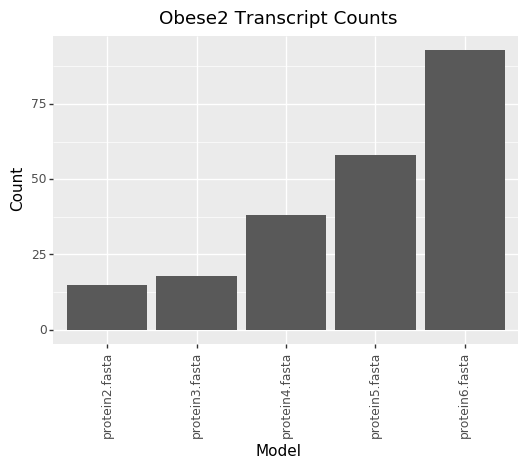 Obese2 Transcript Counts
Count
75
50
25
0
protein2.fasta
protein3.fasta
protein4.fasta
protein5.fasta
protein6.fasta
Model